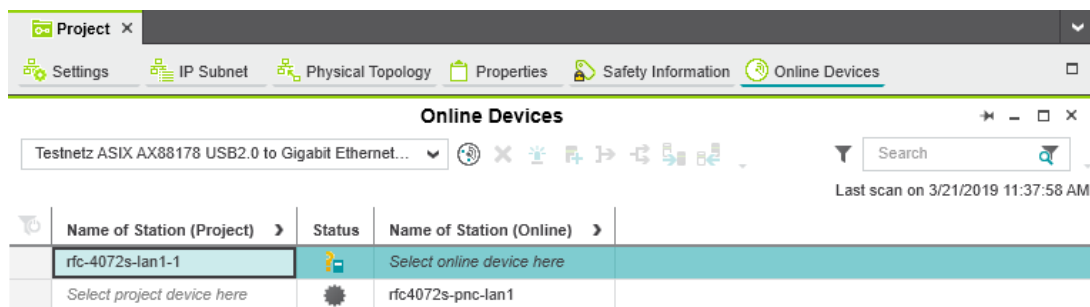 Project
Settings IP Subnet Physical Topology Properties Safety Information Online Devices
Online Devices
Testnetz ASIX AX88178 USB2.0 to Gigabit Ethernet... Search
Last scan on 3/21/2019 11:37:58 AM
Name of Station (Project) Status Name of Station (Online)
rfc-4072s-lan1-1 Select online device here
Select project device here rfc4072s-pnc-lan1